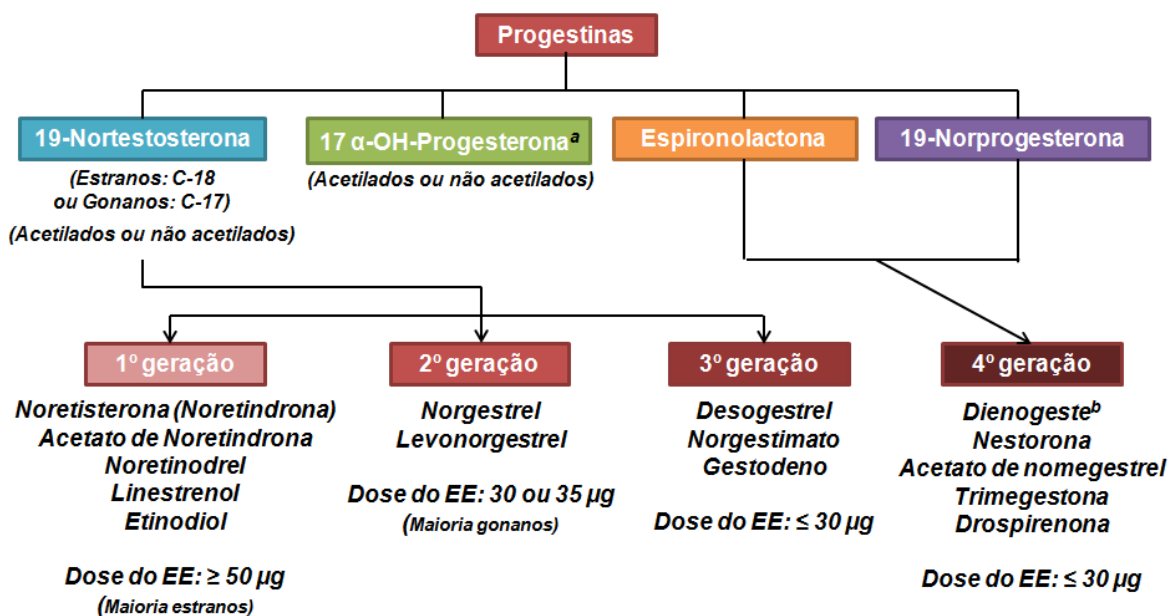 Progestinas
19-Nortestosterona
(Estranos: C-18
ou Gonanos: C-17)
(Acetilados ou não acetilados)
17 α-OH-Progesteronaᵃ
(Acetilados ou não acetilados)
Espironolactona
19-Norprogesterona
1º geração
Noretisterona (Noretindrona)
Acetato de Noretindrona
Noretinodrel
Linestrenol
Etinodiol
Dose do EE: ≥ 50 µg
(Maioria estranos)
2º geração
Norgestrel
Levonorgestrel
Dose do EE: 30 ou 35 µg
(Maioria gonanos)
3º geração
Desogestrel
Norgestimato
Gestodeno
Dose do EE: ≤ 30 µg
4º geração
Dienogesteᵇ
Nestorona
Acetato de nomegestrel
Trimegestona
Drospirenona
Dose do EE: ≤ 30 µg